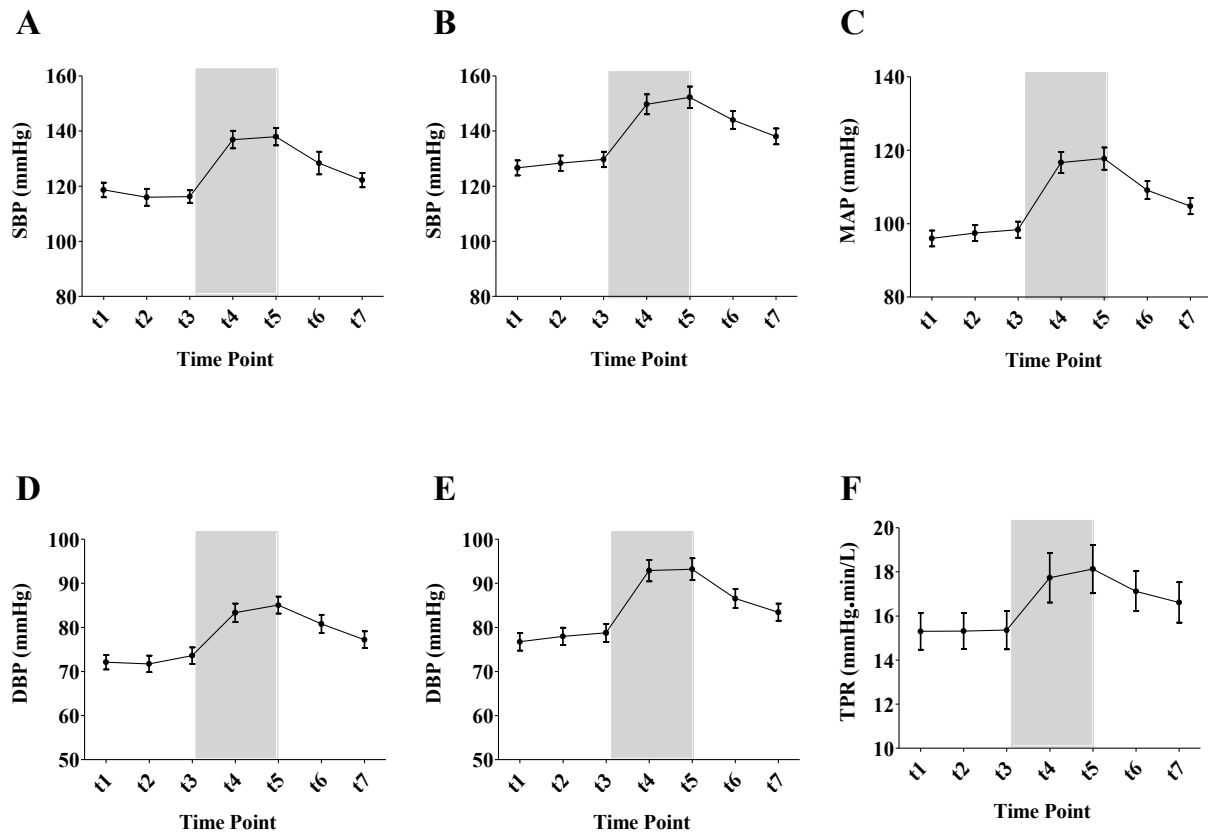 A
SBP (mmHg)
160
140
120
100
80
t1 t2 t3 t4 t5 t6 t7
Time Point
B
SBP (mmHg)
160
140
120
100
80
t1 t2 t3 t4 t5 t6 t7
Time Point
C
MAP (mmHg)
140
120
100
80
t1 t2 t3 t4 t5 t6 t7
Time Point
D
DBP (mmHg)
100
90
80
70
60
50
t1 t2 t3 t4 t5 t6 t7
Time Point
E
DBP (mmHg)
100
90
80
70
60
50
t1 t2 t3 t4 t5 t6 t7
Time Point
F
TPR (mmHg.min/L)
20
18
16
14
12
10
t1 t2 t3 t4 t5 t6 t7
Time Point